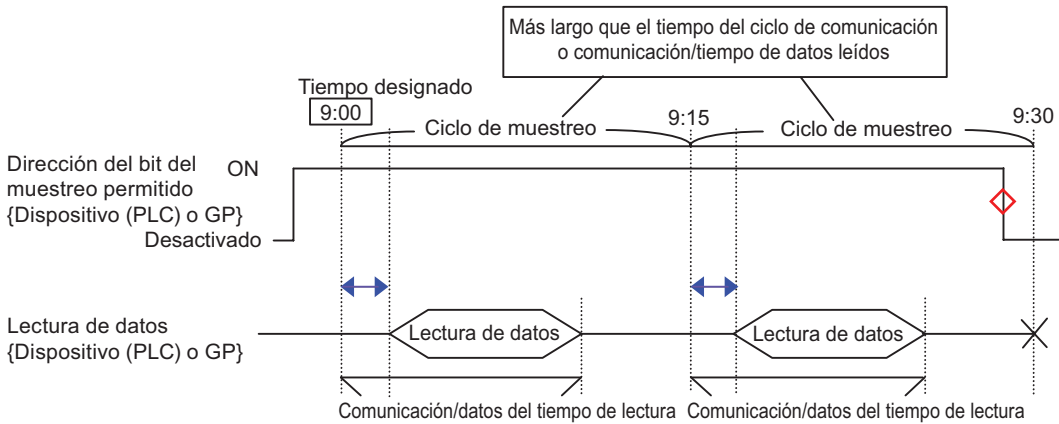 Más largo que el tiempo del ciclo de comunicación
o comunicación/tiempo de datos leídos
Tiempo designado
9:00
Ciclo de muestreo
9:15
Ciclo de muestreo
9:30
Dirección del bit del
muestreo permitido
{Dispositivo (PLC) o GP}
ON
Desactivado
Lectura de datos
{Dispositivo (PLC) o GP}
Lectura de datos
Lectura de datos
Comunicación/datos del tiempo de lectura
Comunicación/datos del tiempo de lectura